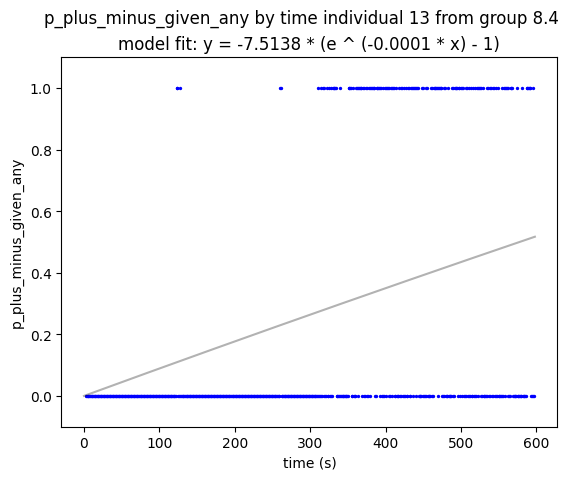 p_plus_minus_given_any by time individual 13 from group 8.4
model fit: y = -7.5138 * (e ^ (-0.0001 * x) - 1)
1.0
0.8
0.6
0.4
0.2
0.0
p_plus_minus_given_any
0 100 200 300 400 500 600
time (s)